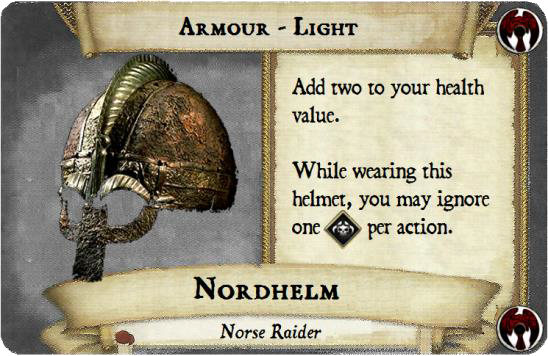 Armour - Light
Add two to your health
value.
While wearing this
helmet, you may ignore
one per action.
Nordhelm
Norse Raider